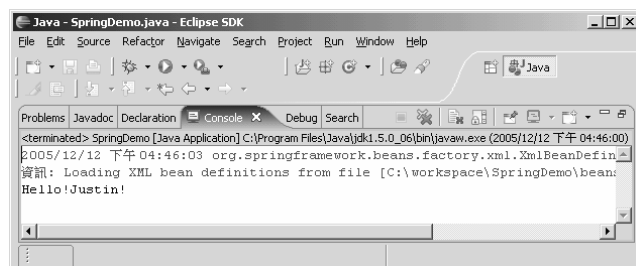 Java - SpringDemo.java - Eclipse SDK
File Edit Source Refactor Navigate Search Project Run Window Help
Java
Problems Javadoc Declaration Console Debug Search
<terminated> SpringDemo [Java Application] C:\Program Files\Java\jdk1.5.0_06\bin\javaw.exe (2005/12/12 下午 04:46:00)
2005/12/12 下午 04:46:03 org.springframework.beans.factory.xml.XmlBeanDefin
資訊: Loading XML bean definitions from file [C:\workspace\SpringDemo\bean
Hello!Justin!